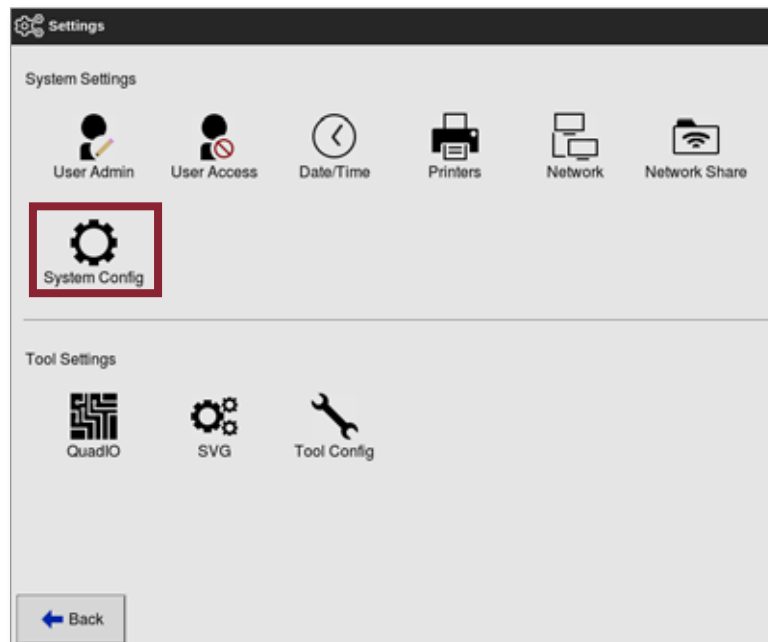 Settings
System Settings
User Admin User Access Date/Time Printers Network Network Share
System Config
Tool Settings
QuadIO SVG Tool Config
Back